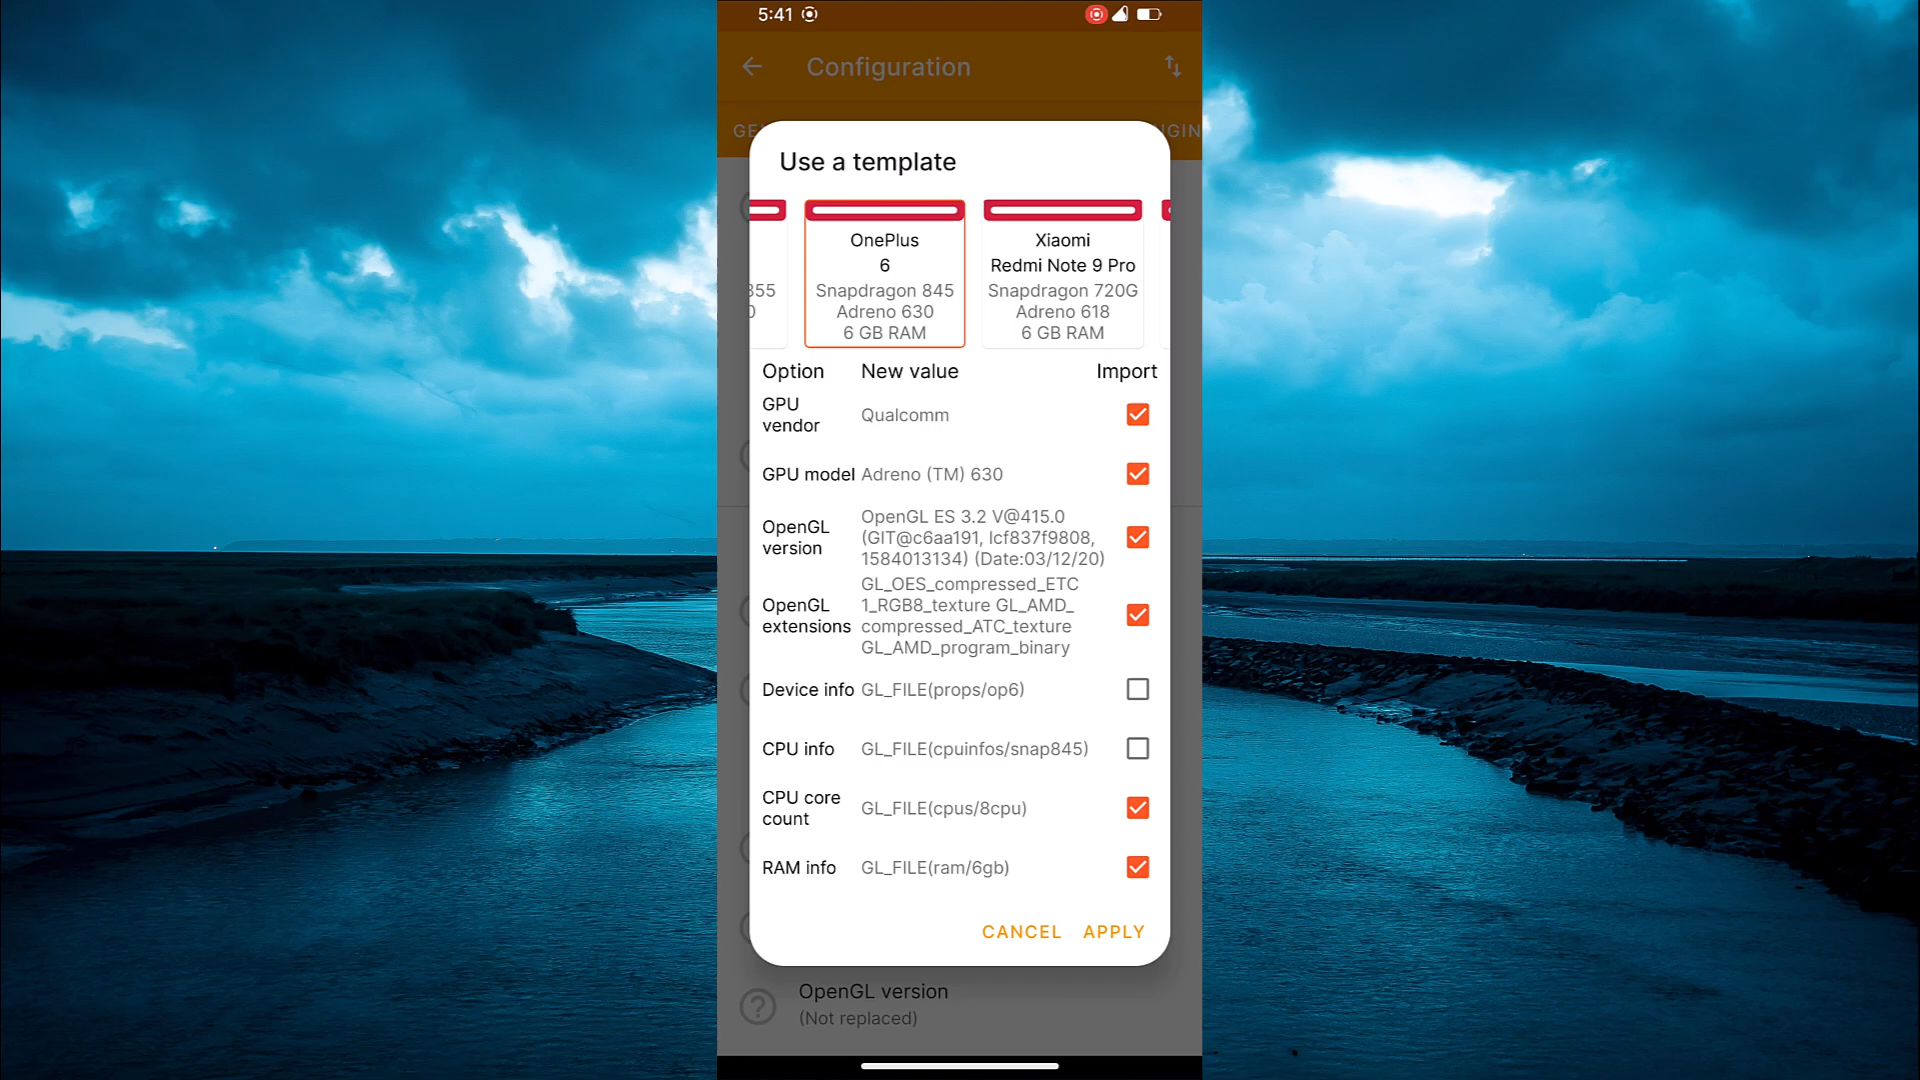 5:41
Configuration
Use a template
OnePlus
6
Snapdragon 845
Adreno 630
6 GB RAM
Xiaomi
Redmi Note 9 Pro
Snapdragon 720G
Adreno 618
6 GB RAM
Option New value Import
GPU vendor Qualcomm
GPU model Adreno (TM) 630
OpenGL version
OpenGL ES 3.2 V@415.0
(GIT@c6aa191, Icf837f9808,
1584013134) (Date:03/12/20)
OpenGL extensions
GL_OES_compressed_ETC
1_RGB8_texture GL_AMD_
compressed_ATC_texture
GL_AMD_program_binary
Device info GL_FILE(props/op6)
CPU info GL_FILE(cpuinfos/snap845)
CPU core count GL_FILE(cpus/8cpu)
RAM info GL_FILE(ram/6gb)
CANCEL APPLY
OpenGL version
(Not replaced)